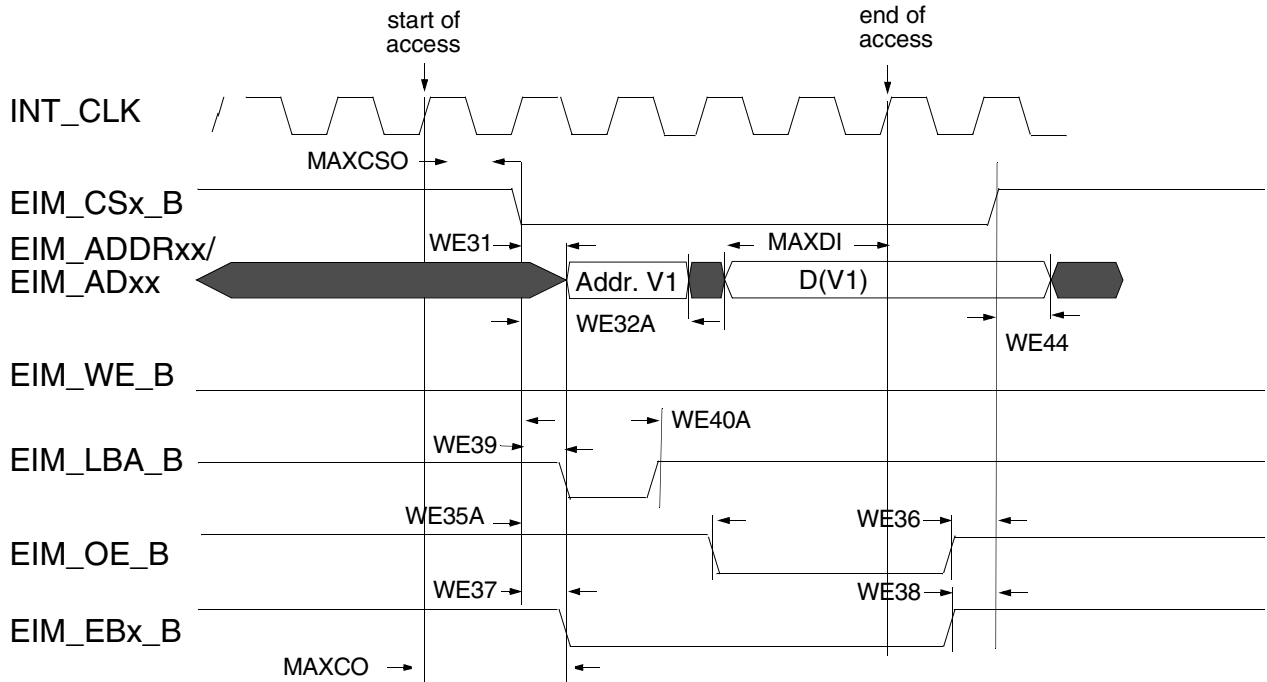 start of
access
end of
access
INT_CLK
MAXCSO
EIM_CSx_B
EIM_ADDRxx/
EIM_ADxx
WE31
MAXDI
Addr. V1
D(V1)
WE32A
WE44
EIM_WE_B
WE40A
WE39
EIM_LBA_B
WE35A
WE36
EIM_OE_B
WE37
WE38
EIM_EBx_B
MAXCO